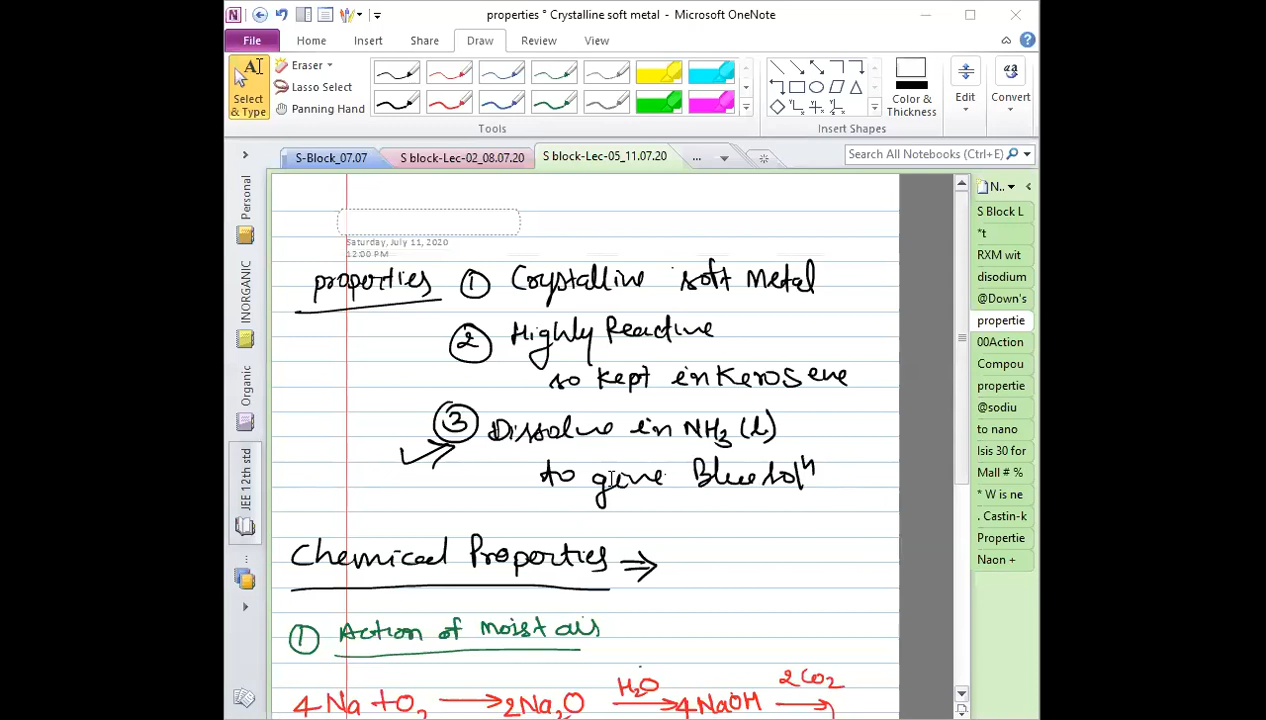 properties ° Crystalline soft metal - Microsoft OneNote
File Home Insert Share Draw Review View
A
Select & Type
Eraser
Lasso Select
Panning Hand
Tools
Insert Shapes
Color & Thickness
Edit
Convert
S-Block_07.07
S block-Lec-02_08.07.20
S block-Lec-05_11.07.20
...
Search All Notebooks (Ctrl+E)
Personal
INORGANIC
Organic
JEE 12th std
Saturday, July 11, 2020
12:00 PM
properties ① Crystalline soft Metal
② Highly Reactive
so kept in Kerosene
③ Dissolve in NH₃ (l)
to give Blue solⁿ
Chemical Properties ⇒
① Action of moist air
4 Na + O₂ ⟶ 2Na₂O —H₂O→ 4NaOH —2CO₂→
N..
S Block L
*t
RXM wit
disodium
@Down's
propertie
00Action
Compou
propertie
@sodiu
to nano
Isis 30 for
Mall # %
* W is ne
. Castin-k
Propertie
Naon +